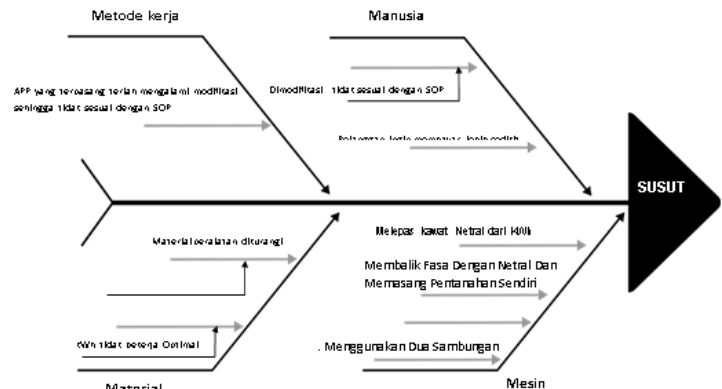 Metode kerja
Manusia
APP yang terpasang telah mengalami modifikasi
sehingga tidak sesuai dengan SOP
Dimodifikasi tidak sesuai dengan SOP
SUSUT
Material peralatan dikurangi
Melepas kawat Netral dari KWh
Membalik Fasa Dengan Netral Dan
Memasang Pentanahan Sendiri
kWh tidak bekerja Optimal
. Menggunakan Dua Sambungan
Material
Mesin